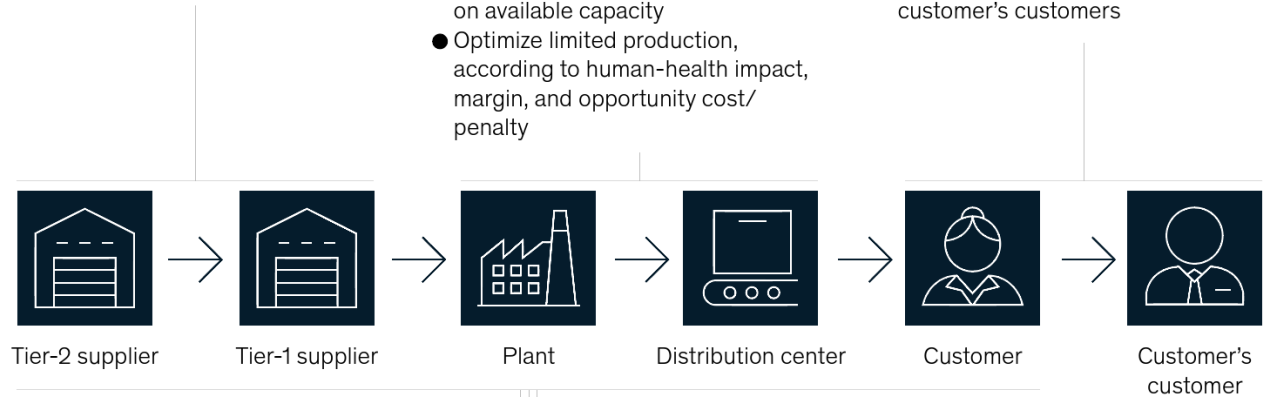 on available capacity
● Optimize limited production,
according to human-health impact,
margin, and opportunity cost/
penalty
customer’s customers
Tier-2 supplier
Tier-1 supplier
Plant
Distribution center
Customer
Customer’s
customer